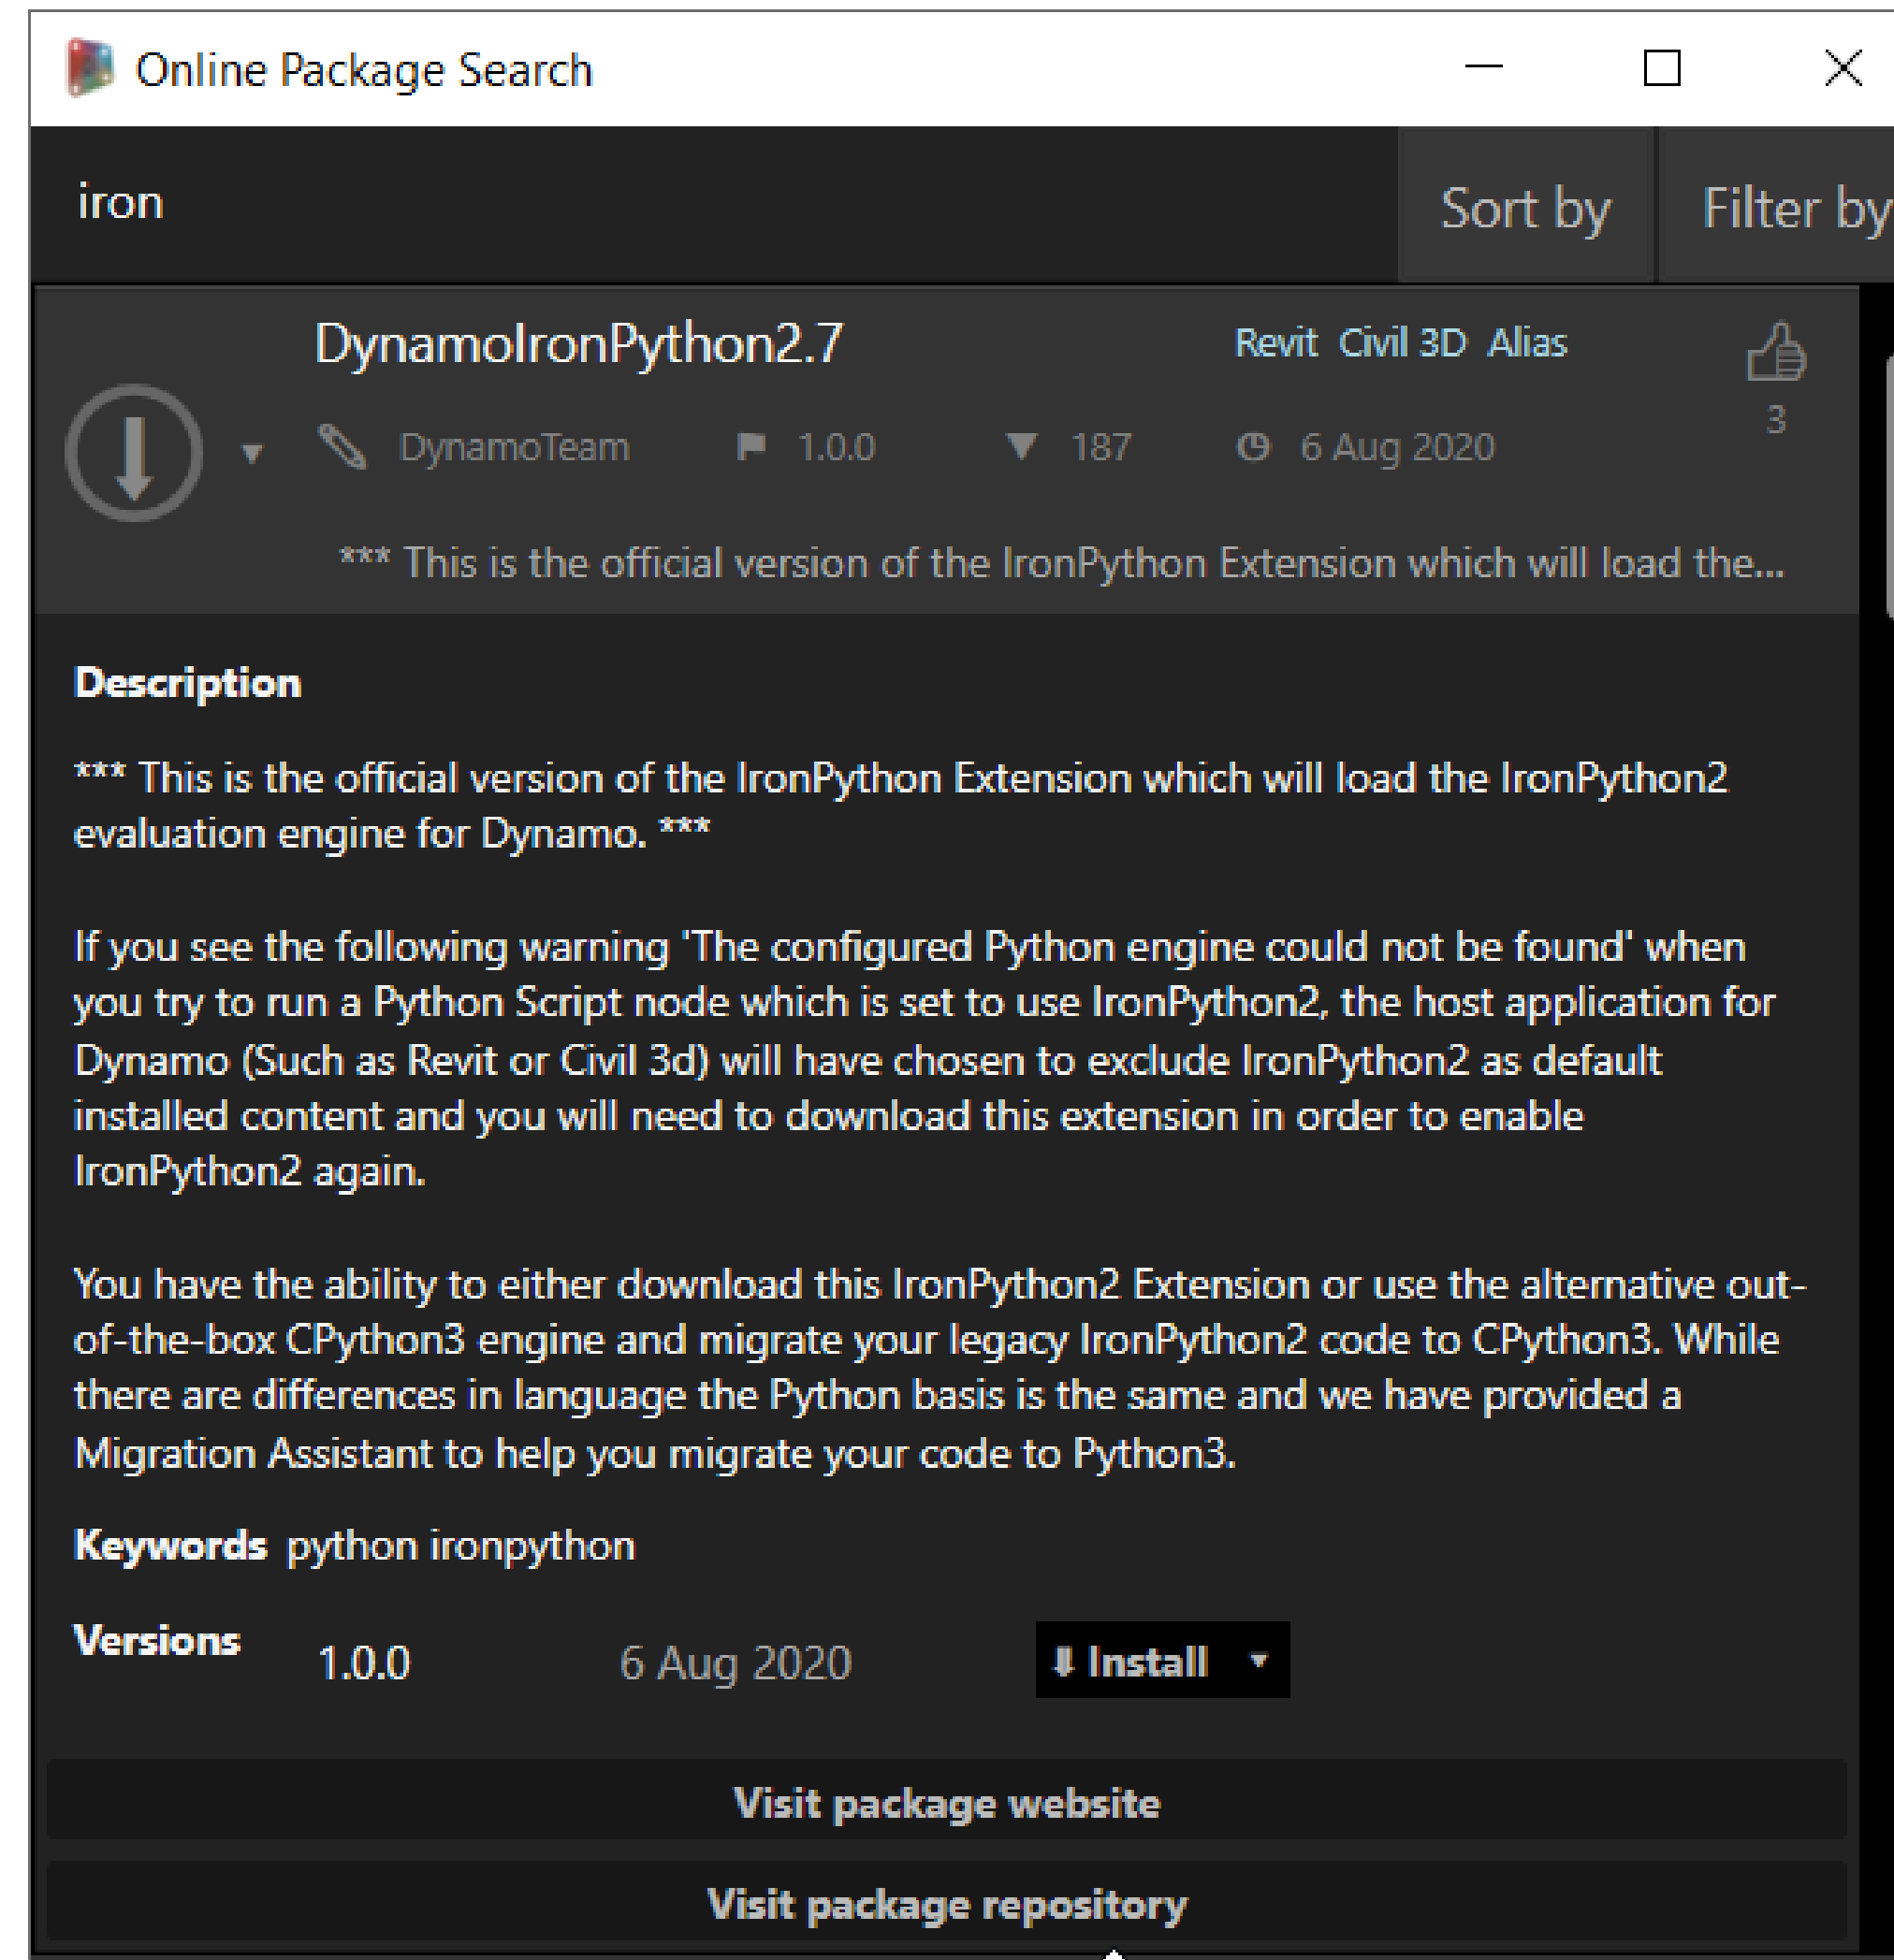 Online Package Search
iron
Sort by
Filter by
DynamoIronPython2.7
Revit Civil 3D Alias
3
DynamoTeam 1.0.0 187 6 Aug 2020
*** This is the official version of the IronPython Extension which will load the...
Description
*** This is the official version of the IronPython Extension which will load the IronPython2
evaluation engine for Dynamo. ***
If you see the following warning 'The configured Python engine could not be found' when
you try to run a Python Script node which is set to use IronPython2, the host application for
Dynamo (Such as Revit or Civil 3d) will have chosen to exclude IronPython2 as default
installed content and you will need to download this extension in order to enable
IronPython2 again.
You have the ability to either download this IronPython2 Extension or use the alternative out-
of-the-box CPython3 engine and migrate your legacy IronPython2 code to CPython3. While
there are differences in language the Python basis is the same and we have provided a
Migration Assistant to help you migrate your code to Python3.
Keywords python ironpython
Versions 1.0.0 6 Aug 2020 Install
Visit package website
Visit package repository